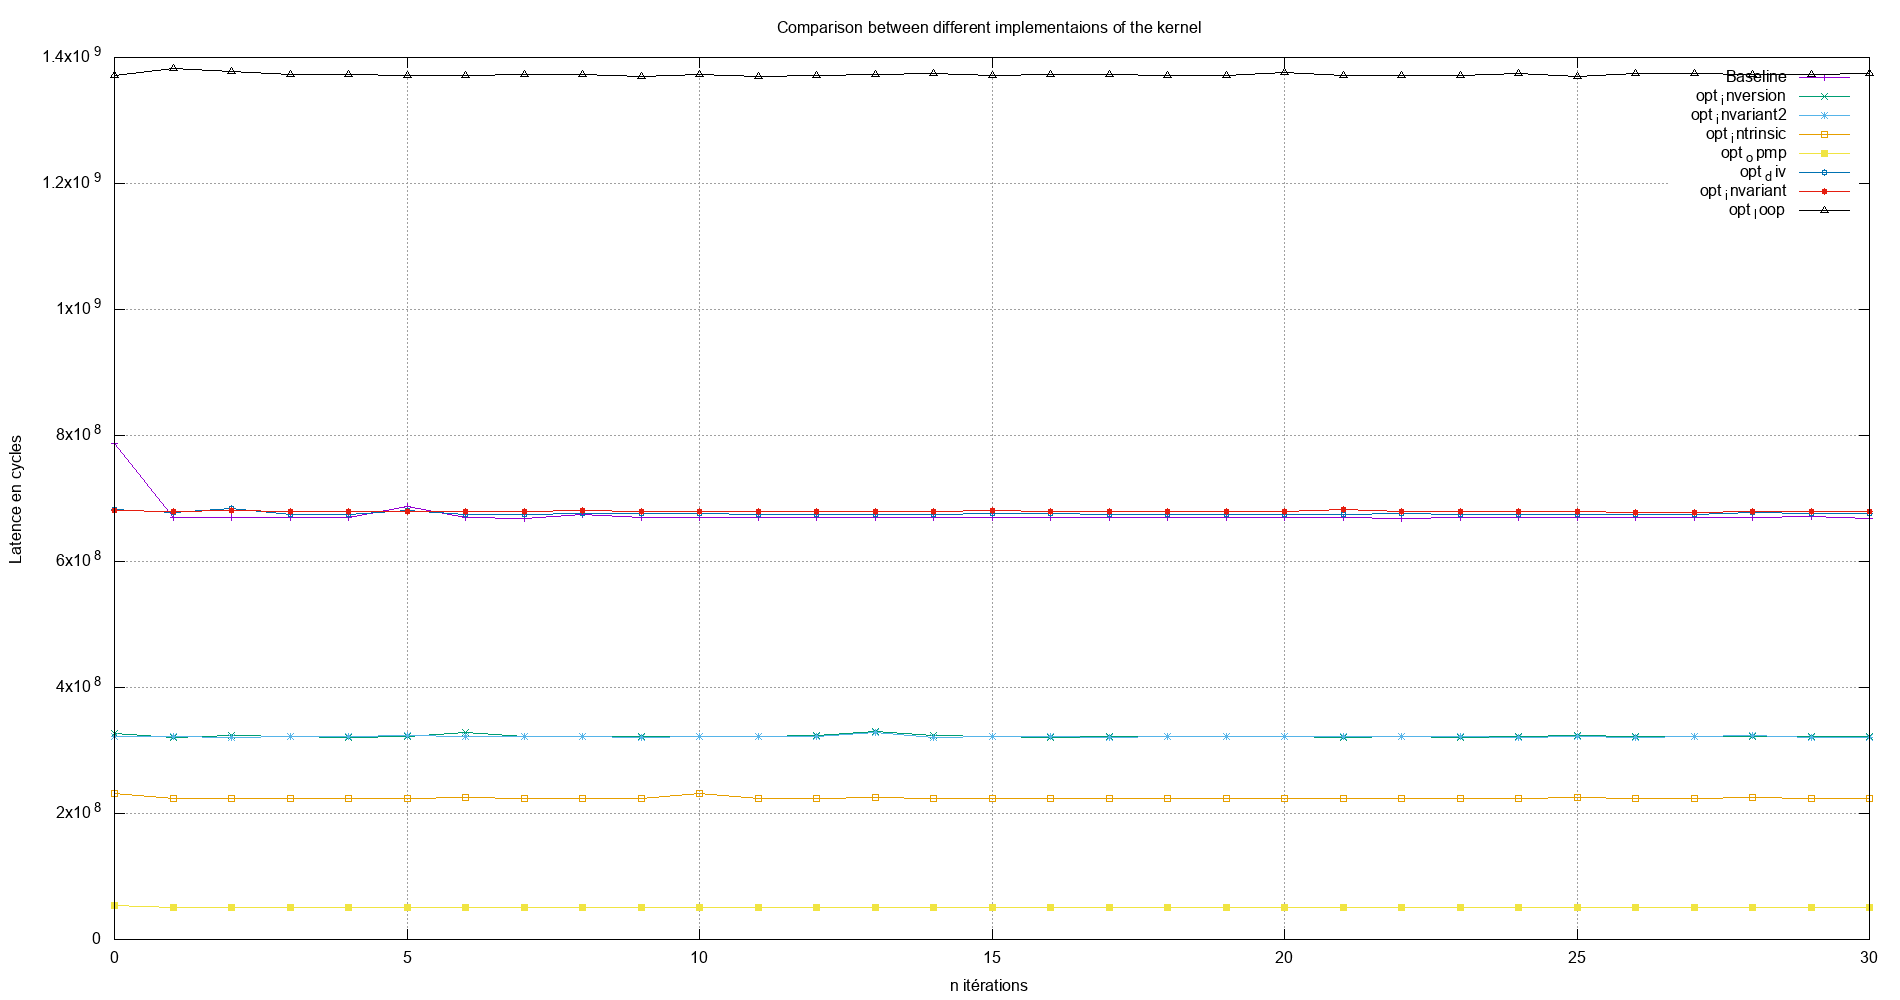 Comparison between different implementaions of the kernel
1.4x10 9
1.2x10 9
1x10 9
8x10 8
6x10 8
4x10 8
2x10 8
0
Latence en cycles
Baseline
opt i nversion
opt i nvariant2
opt i ntrinsic
opt o pmp
opt d iv
opt i nvariant
opt l oop
0 5 10 15 20 25 30
n itérations